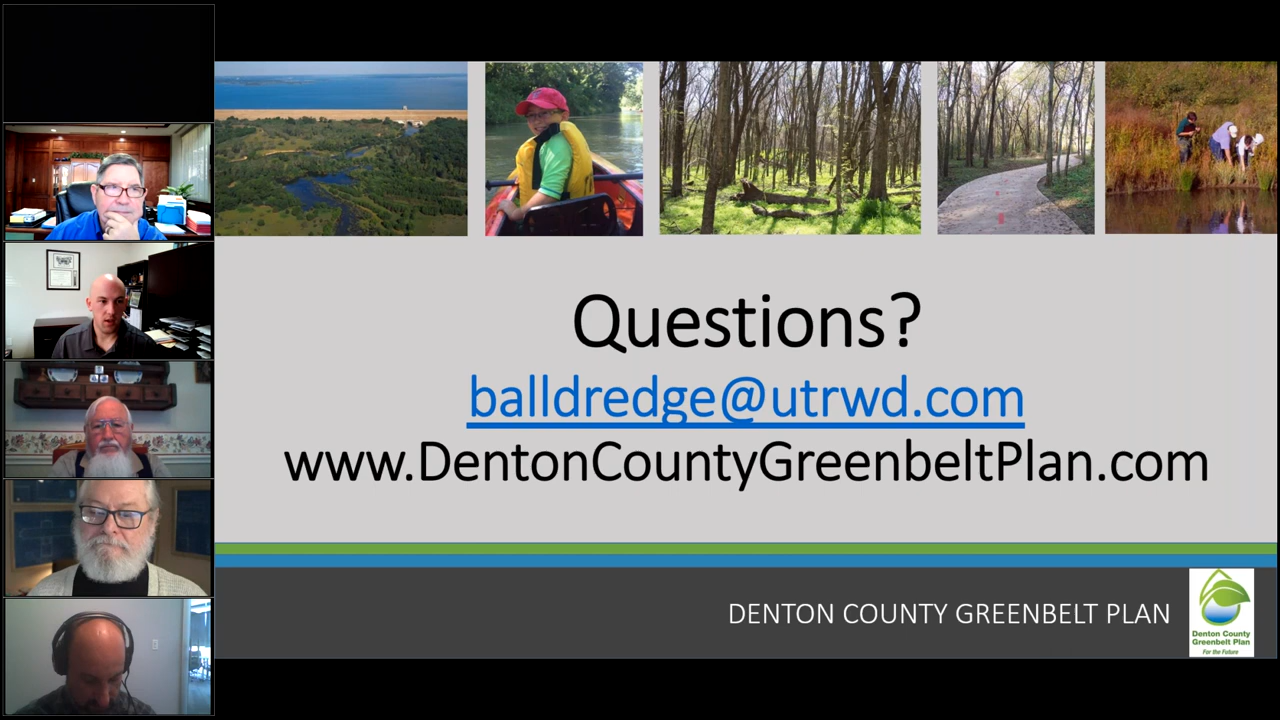 Questions?
balldredge@utrwd.com
www.DentonCountyGreenbeltPlan.com
DENTON COUNTY GREENBELT PLAN
Denton County
Greenbelt Plan
For the Future